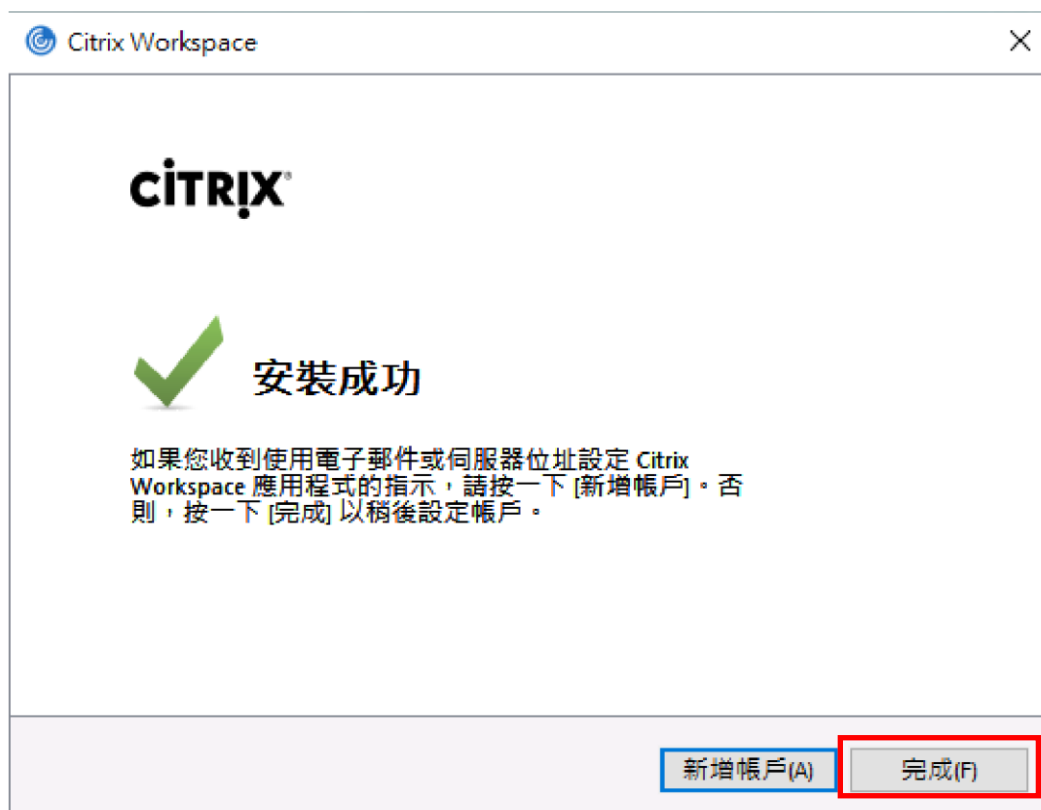 Citrix Workspace
CİTRİX®
安裝成功
如果您收到使用電子郵件或伺服器位址設定 Citrix
Workspace 應用程式的指示，請按一下 [新增帳戶]。否
則，按一下 [完成] 以稍後設定帳戶。
新增帳戶(A) 完成(F)